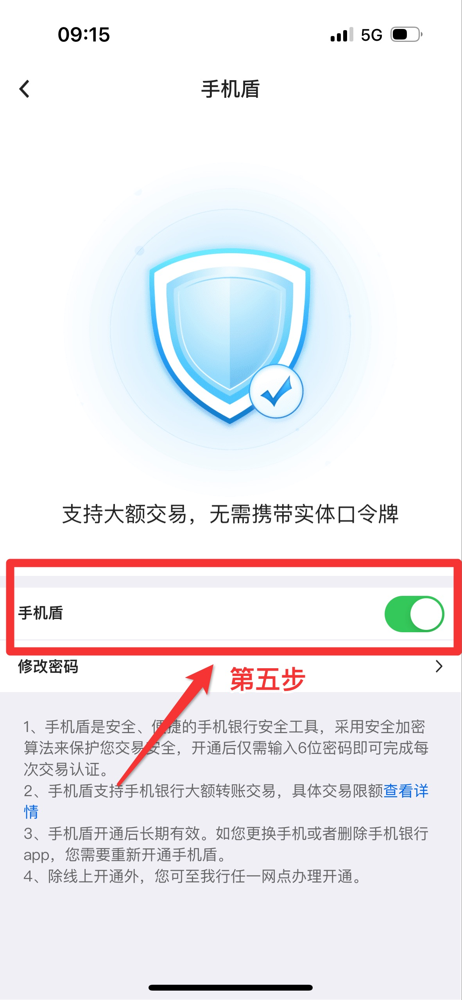 09:15
5G
手机盾
支持大额交易，无需携带实体口令牌
手机盾
修改密码
第五步
1、手机盾是安全、便捷的手机银行安全工具，采用安全加密
算法来保护您交易安全，开通后仅需输入6位密码即可完成每
次交易认证。
2、手机盾支持手机银行大额转账交易，具体交易限额查看详
情
3、手机盾开通后长期有效。如您更换手机或者删除手机银行
app，您需要重新开通手机盾。
4、除线上开通外，您可至我行任一网点办理开通。